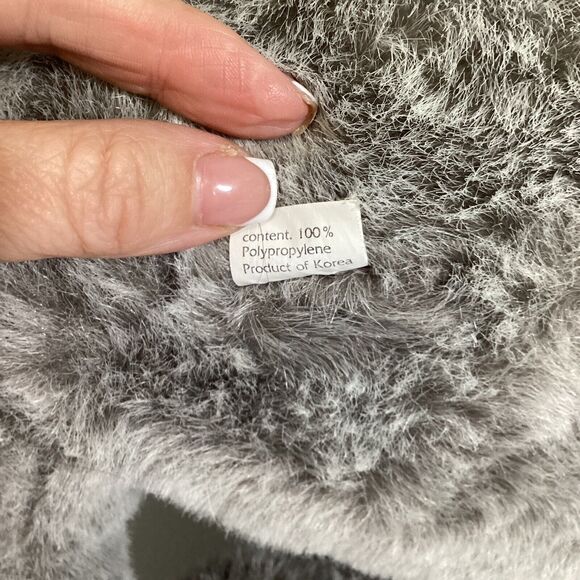 content. 100%
Polypropylene
Product of Korea